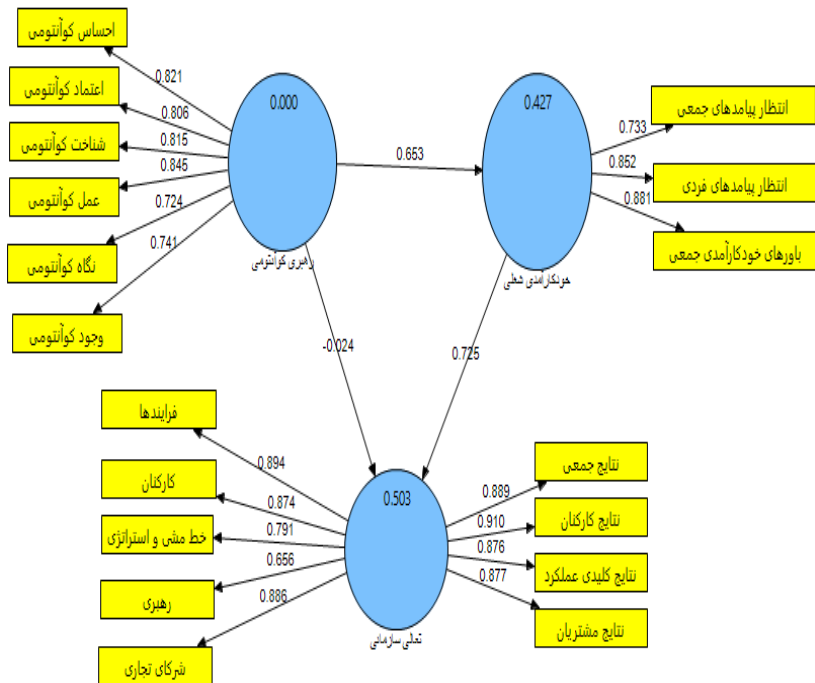 احساس کوآنتومی
0.821
اعتماد کوآنتومی
0.806
شناخت کوآنتومی
0.815
عمل کوآنتومی
0.845
نگاه کوآنتومی
0.724
وجود کوآنتومی
0.741
0.000
رهبری کوآنتومی
0.653
0.427
خودکارآمدی شغلی
انتظار پیامدهای جمعی
0.733
انتظار پیامدهای فردی
0.852
باورهای خودکارآمدی جمعی
0.881
-0.024
0.725
فرایندها
0.894
کارکنان
0.874
خط مشی و استراتژی
0.791
رهبری
0.656
شرکای تجاری
0.886
0.503
تعالی سازمانی
نتایج جمعی
0.889
نتایج کارکنان
0.910
نتایج کلیدی عملکرد
0.876
نتایج مشتریان
0.877